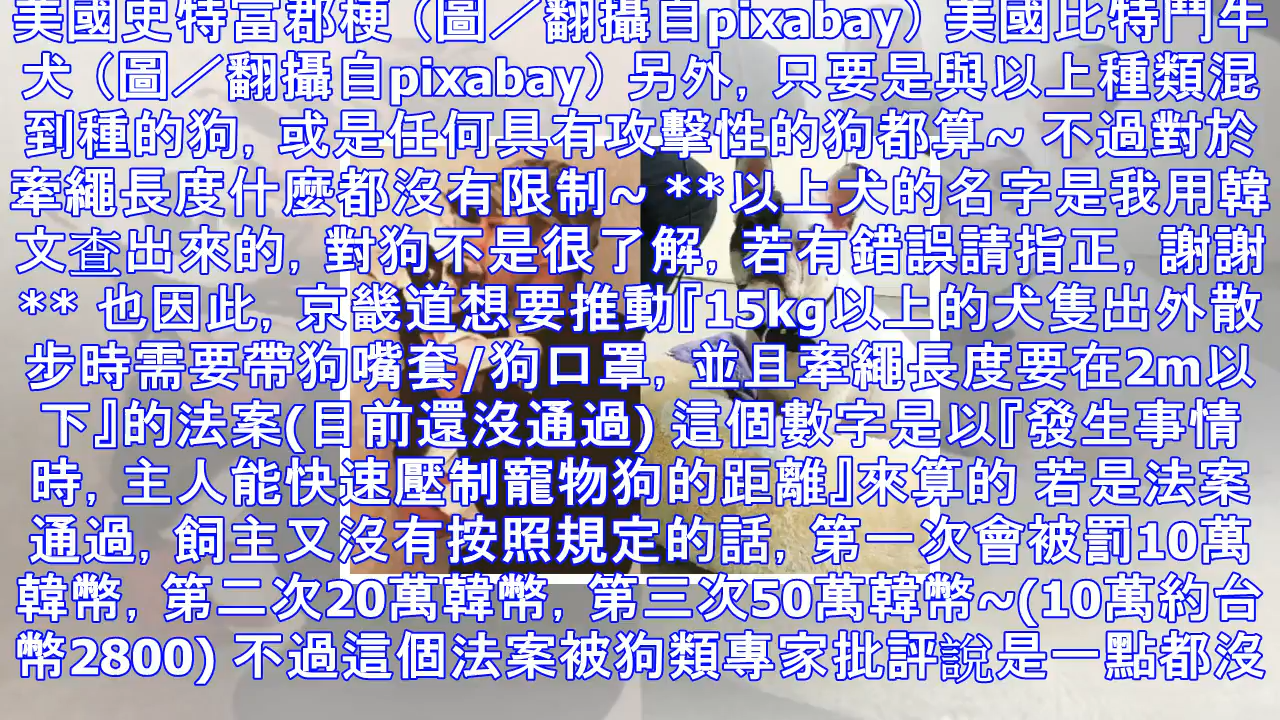 美國史特富郡梗（圖／翻攝自pixabay）美國比特鬥牛
犬（圖／翻攝自pixabay）另外, 只要是與以上種類混
到種的狗, 或是任何具有攻擊性的狗都算~ 不過對於
牽繩長度什麼都沒有限制~ **以上犬的名字是我用韓
文查出來的, 對狗不是很了解, 若有錯誤請指正, 謝謝
** 也因此, 京畿道想要推動『15kg以上的犬隻出外散
步時需要帶狗嘴套/狗口罩, 並且牽繩長度要在2m以
下』的法案(目前還沒通過) 這個數字是以『發生事情
時, 主人能快速壓制寵物狗的距離』來算的 若是法案
通過, 飼主又沒有按照規定的話, 第一次會被罰10萬
韓幣, 第二次20萬韓幣, 第三次50萬韓幣~(10萬約台
幣2800) 不過這個法案被狗類專家批評說是一點都沒